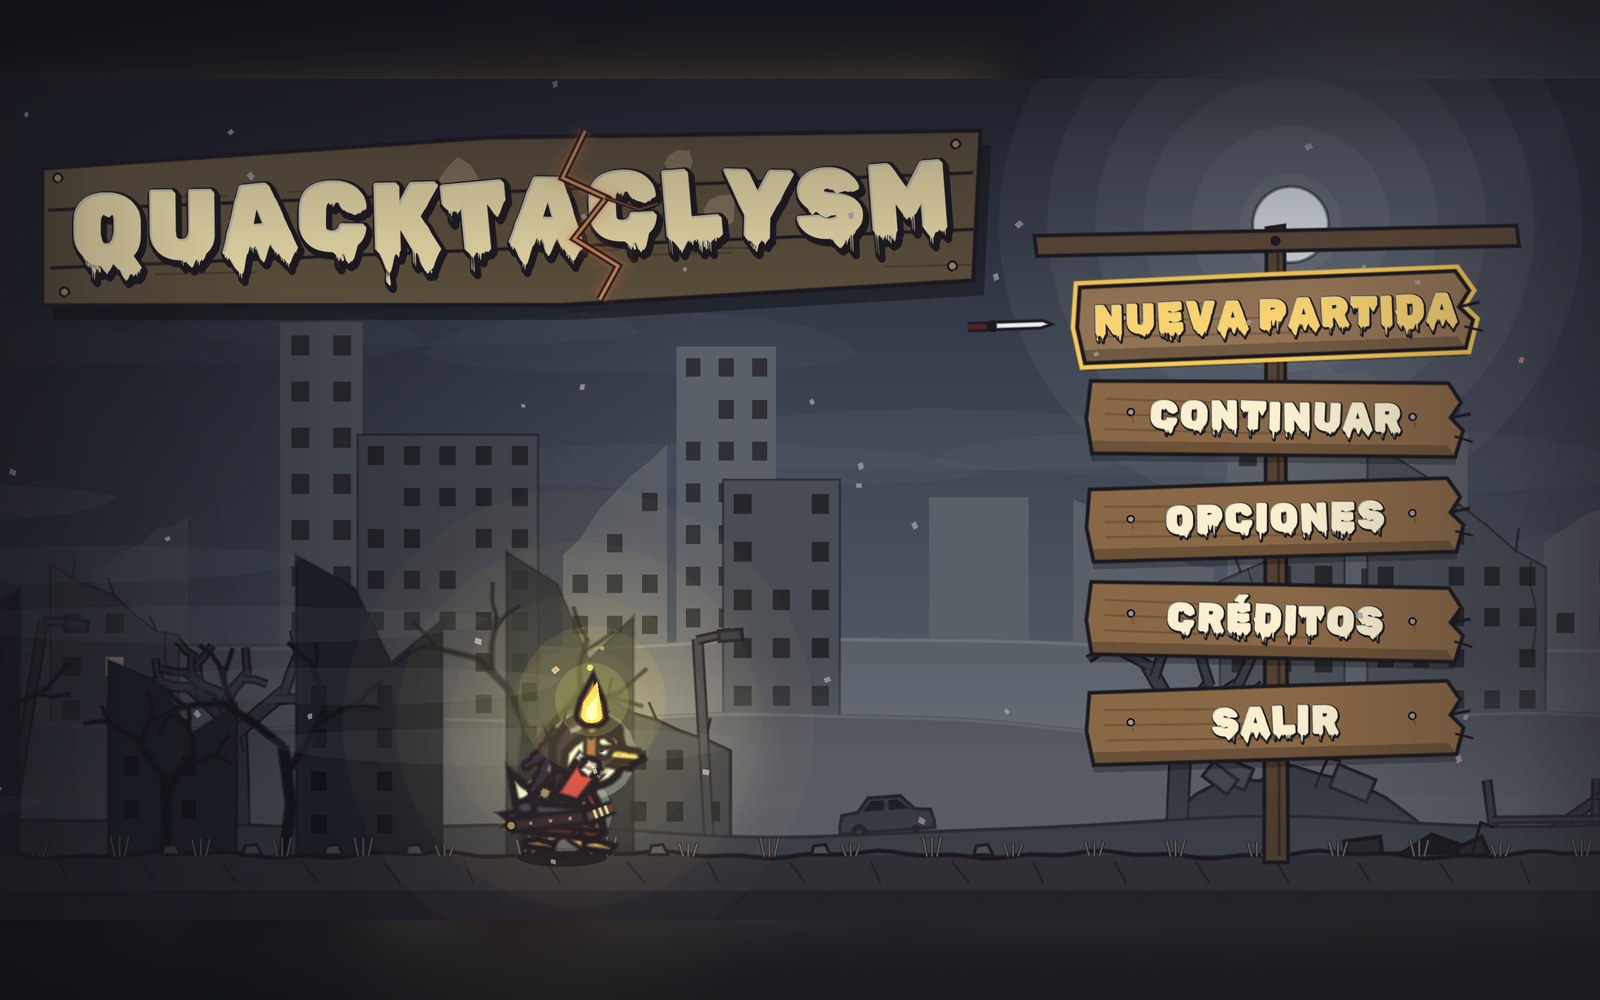 QUACKTACLYSM
NUEVA PARTIDA
CONTINUAR
OPCIONES
CRÉDITOS
SALIR